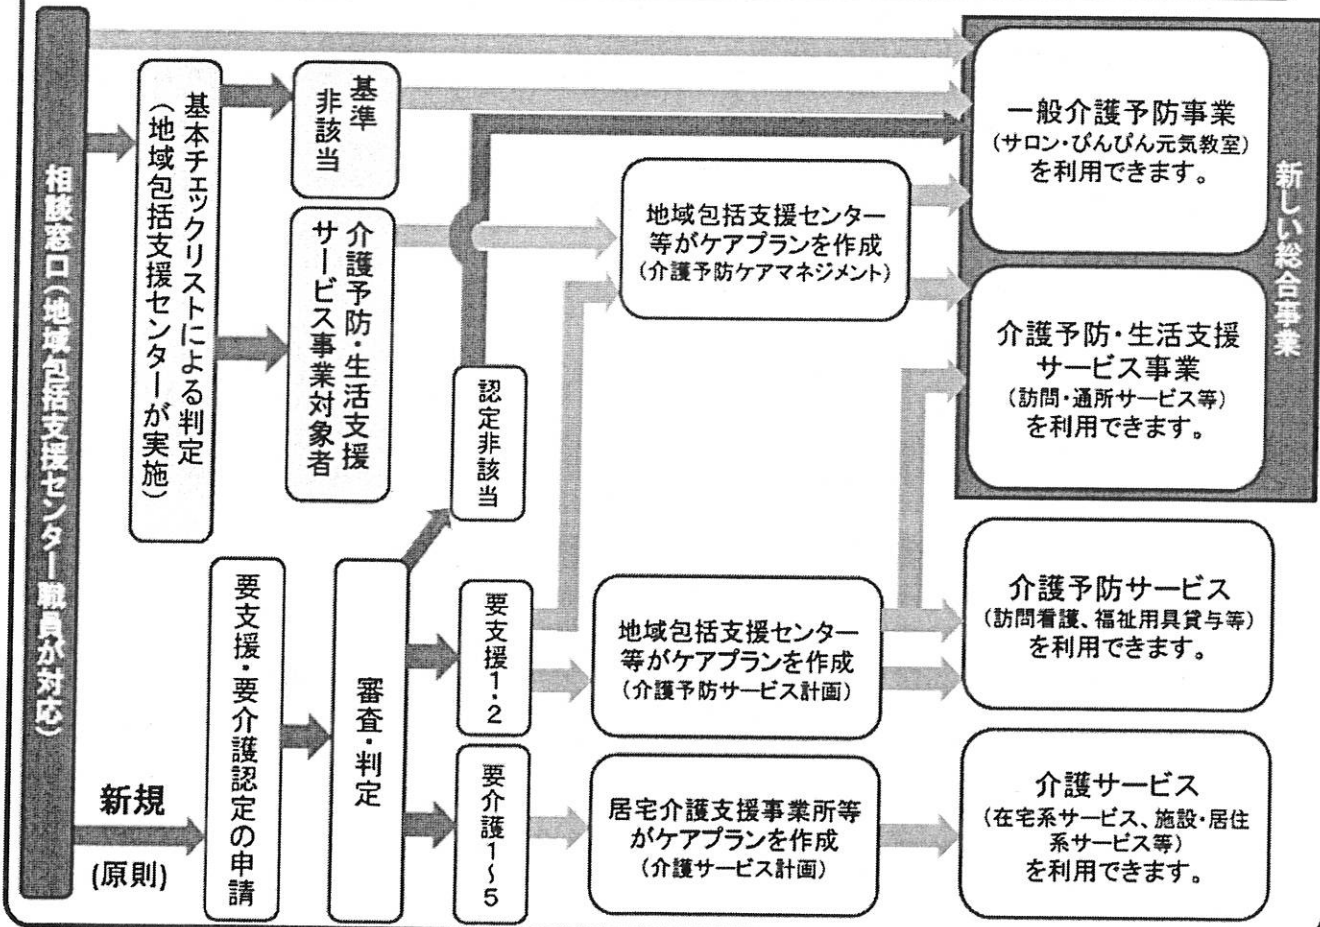 相談窓口(地域包括支援センター職員が対応)
基本チェックリストによる判定
(地域包括支援センターが実施)
基準
非該当
介護予防・生活支援
サービス事業対象者
認定非該当
新規
(原則)
要支援・要介護認定の申請
審査・判定
要支援1・2
要介護1～5
地域包括支援センター
等がケアプランを作成
(介護予防ケアマネジメント)
地域包括支援センター
等がケアプランを作成
(介護予防サービス計画)
居宅介護支援事業所等
がケアプランを作成
(介護サービス計画)
新しい総合事業
一般介護予防事業
(サロン・ぴんぴん元気教室)
を利用できます。
介護予防・生活支援
サービス事業
(訪問・通所サービス等)
を利用できます。
介護予防サービス
(訪問看護、福祉用具貸与等)
を利用できます。
介護サービス
(在宅系サービス、施設・居住
系サービス等)
を利用できます。